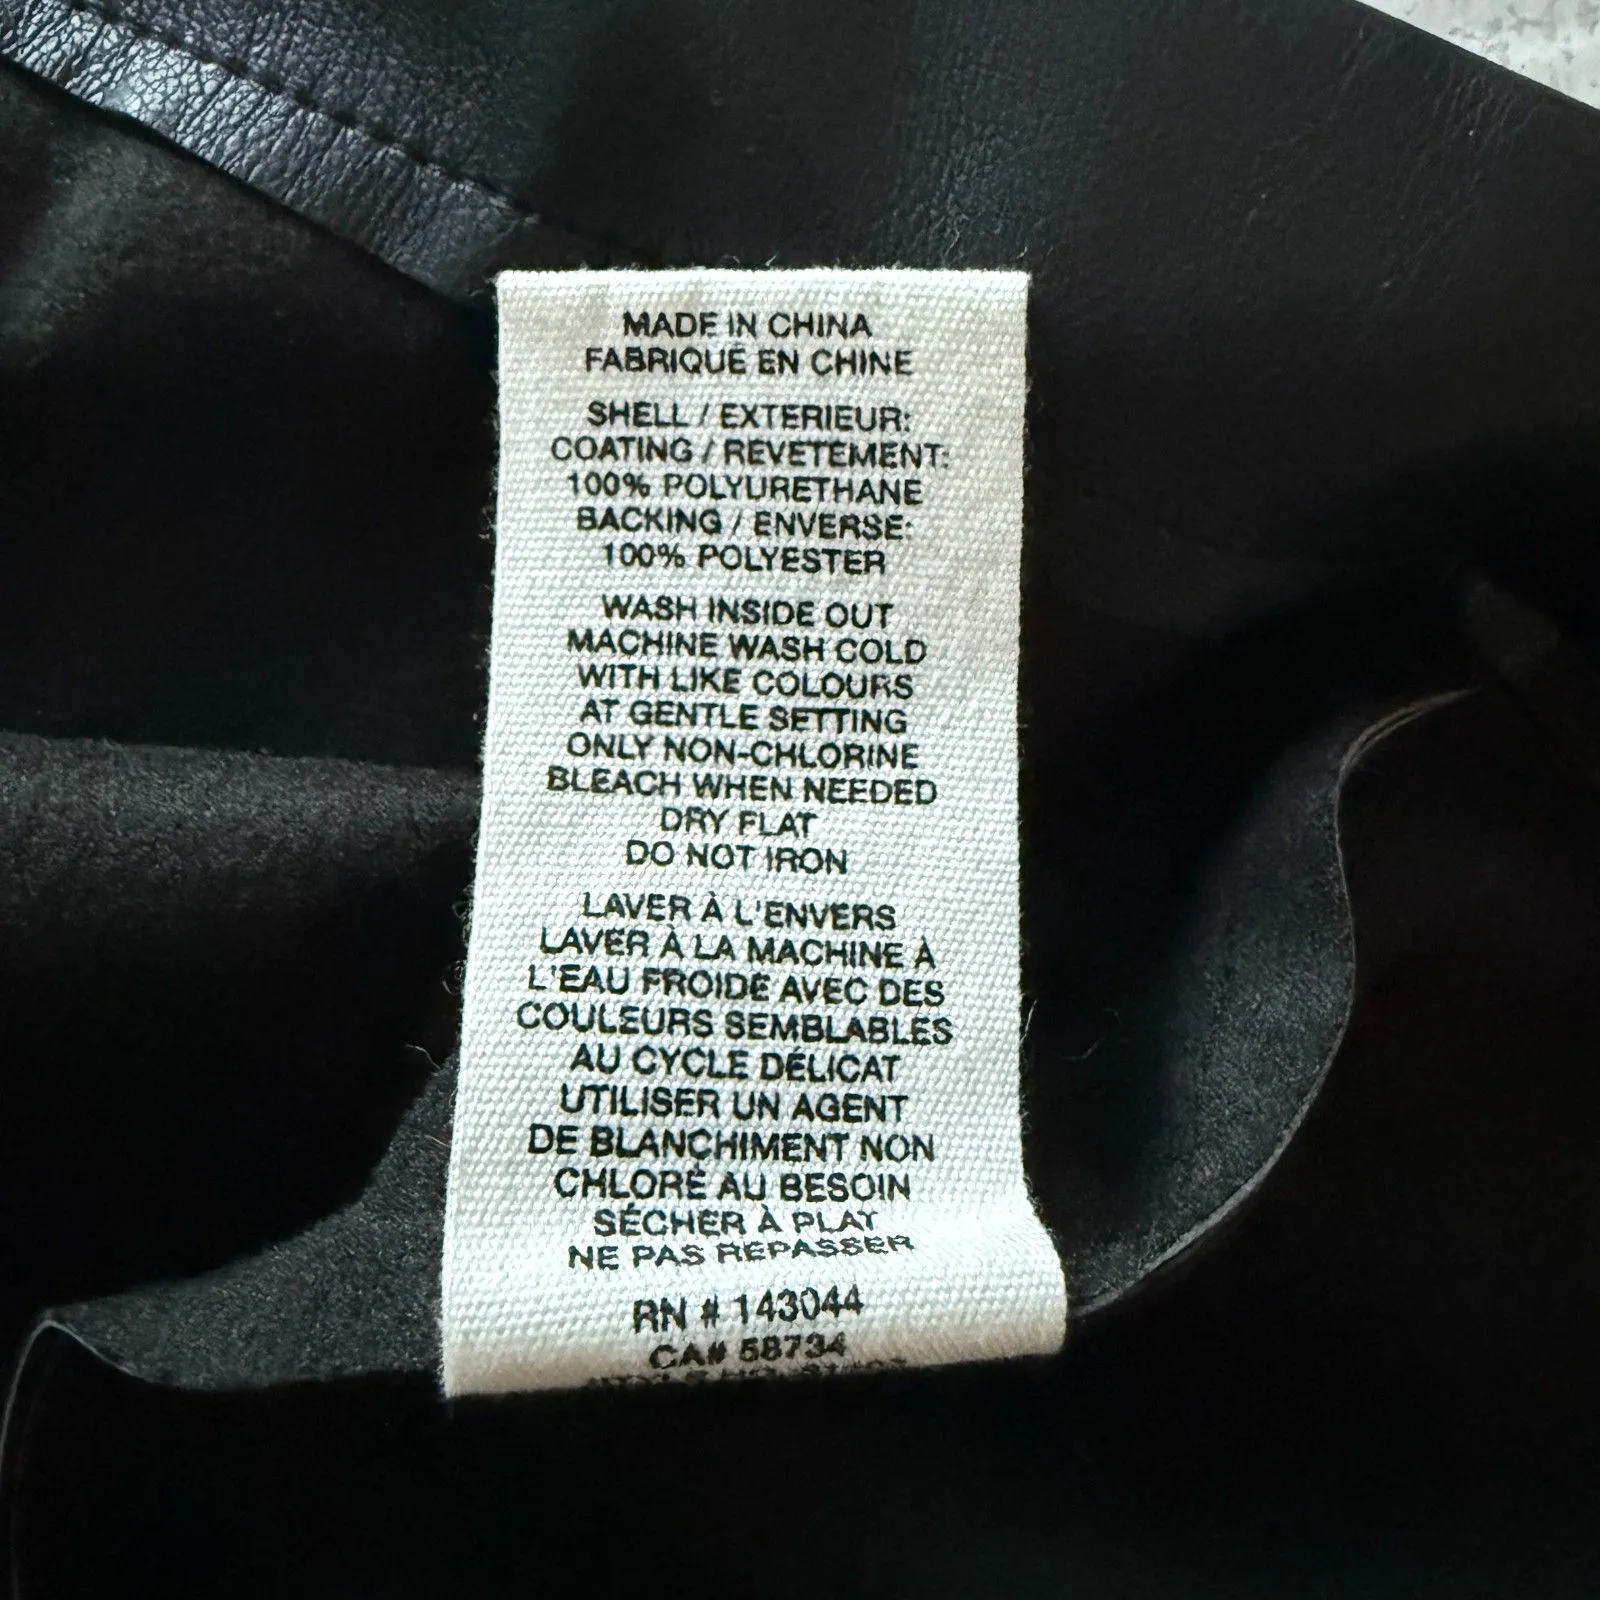 MADE IN CHINA
FABRIQUÉ EN CHINE
SHELL / EXTERIEUR:
COATING / REVETEMENT:
100% POLYURETHANE
BACKING / ENVERSE:
100% POLYESTER
WASH INSIDE OUT
MACHINE WASH COLD
WITH LIKE COLOURS
AT GENTLE SETTING
ONLY NON-CHLORINE
BLEACH WHEN NEEDED
DRY FLAT
DO NOT IRON
LAVER À L'ENVERS
LAVER À LA MACHINE À
L'EAU FROIDE AVEC DES
COULEURS SEMBLABLES
AU CYCLE DÉLICAT
UTILISER UN AGENT
DE BLANCHIMENT NON
CHLORÉ AU BESOIN
SÉCHER À PLAT
NE PAS REPASSER
RN # 143044
CA# 58734